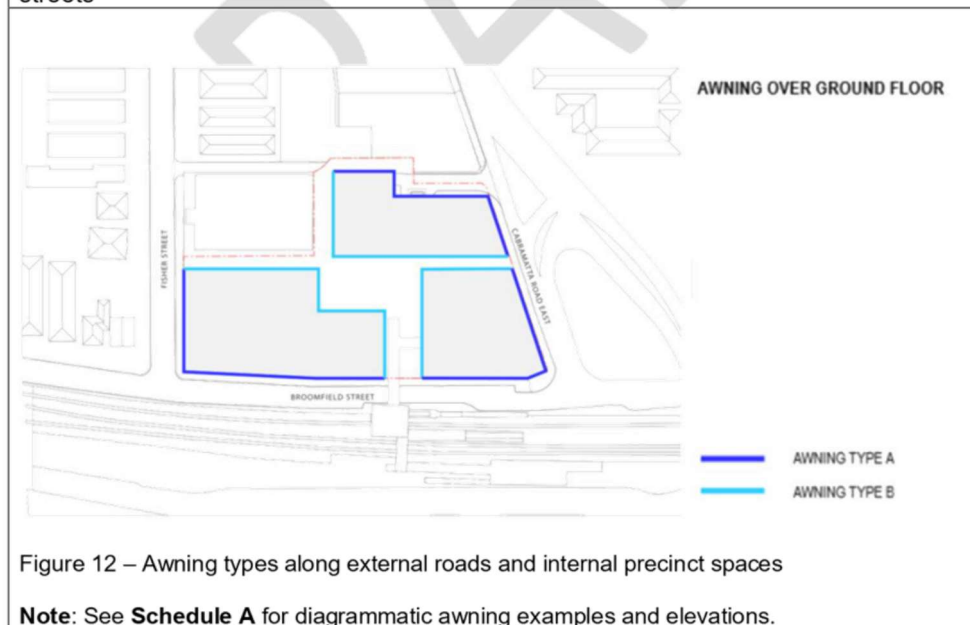 streets
AWNING OVER GROUND FLOOR
FISHER STREET
CABRAMATTA ROAD EAST
BROOMFIELD STREET
AWNING TYPE A
AWNING TYPE B
Figure 12 – Awning types along external roads and internal precinct spaces
Note: See Schedule A for diagrammatic awning examples and elevations.